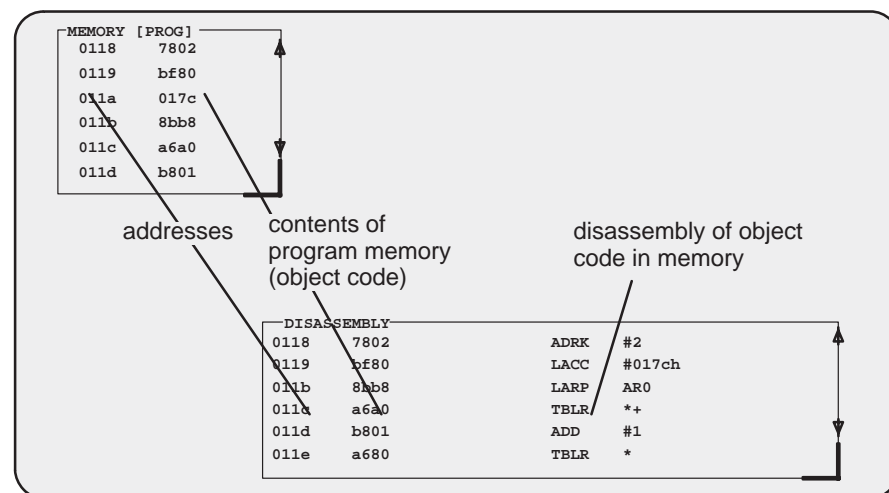 MEMORY [PROG]
0118 7802
0119 bf80
011a 017c
011b 8bb8
011c a6a0
011d b801
addresses
contents of
program memory
(object code)
disassembly of object
code in memory
DISASSEMBLY
0118 7802 ADRK #2
0119 bf80 LACC #017ch
011b 8bb8 LARP AR0
011c a6a0 TBLR *+
011d b801 ADD #1
011e a680 TBLR *